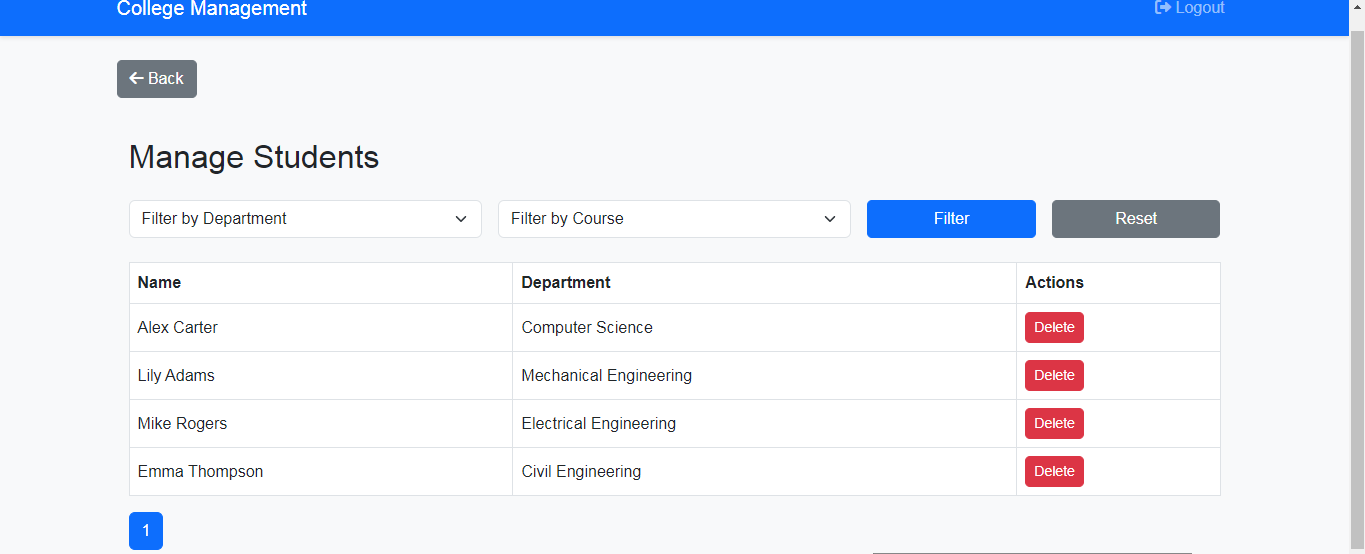 College Management Logout
Back
Manage Students
Filter by Department Filter by Course Filter Reset
Name Department Actions
Alex Carter Computer Science Delete
Lily Adams Mechanical Engineering Delete
Mike Rogers Electrical Engineering Delete
Emma Thompson Civil Engineering Delete
1